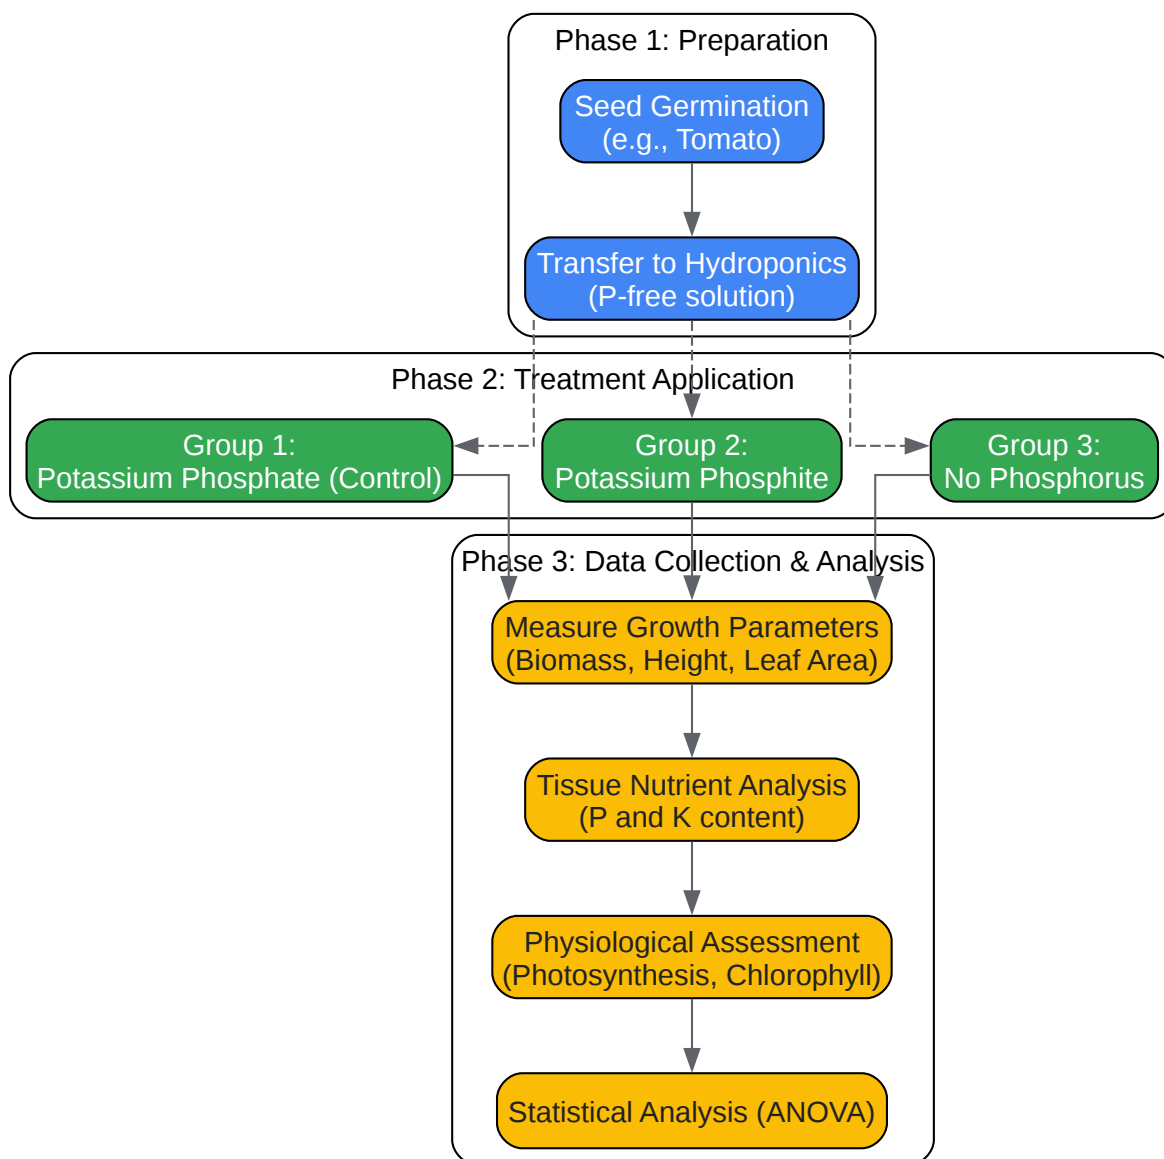 Phase 1: Preparation
Seed Germination
(e.g., Tomato)
Transfer to Hydroponics
(P-free solution)
Phase 2: Treatment Application
Group 1:
Potassium Phosphate (Control)
Group 2:
Potassium Phosphite
Group 3:
No Phosphorus
Phase 3: Data Collection & Analysis
Measure Growth Parameters
(Biomass, Height, Leaf Area)
Tissue Nutrient Analysis
(P and K content)
Physiological Assessment
(Photosynthesis, Chlorophyll)
Statistical Analysis (ANOVA)